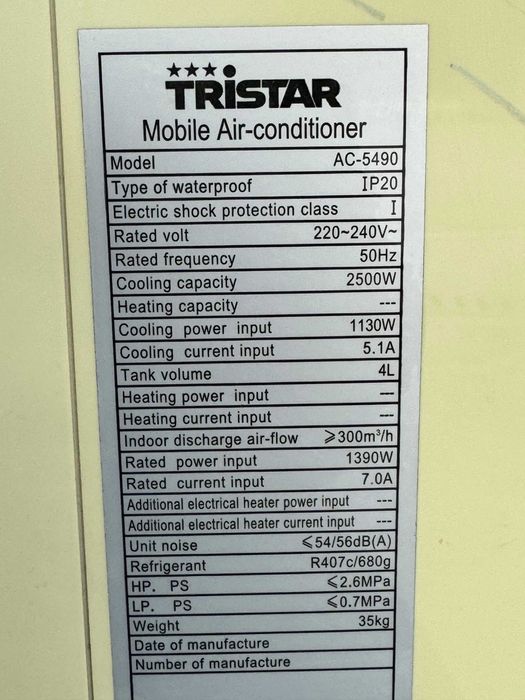 TRISTAR
Mobile Air-conditioner
Model AC-5490
Type of waterproof IP20
Electric shock protection class I
Rated volt 220~240V~
Rated frequency 50Hz
Cooling capacity 2500W
Heating capacity ---
Cooling power input 1130W
Cooling current input 5.1A
Tank volume 4L
Heating power input ---
Heating current input ---
Indoor discharge air-flow ⩾300m³/h
Rated power input 1390W
Rated current input 7.0A
Additional electrical heater power input ---
Additional electrical heater current input ---
Unit noise ⩽54/56dB(A)
Refrigerant R407c/680g
HP. PS ⩽2.6MPa
LP. PS ⩽0.7MPa
Weight 35kg
Date of manufacture
Number of manufacture